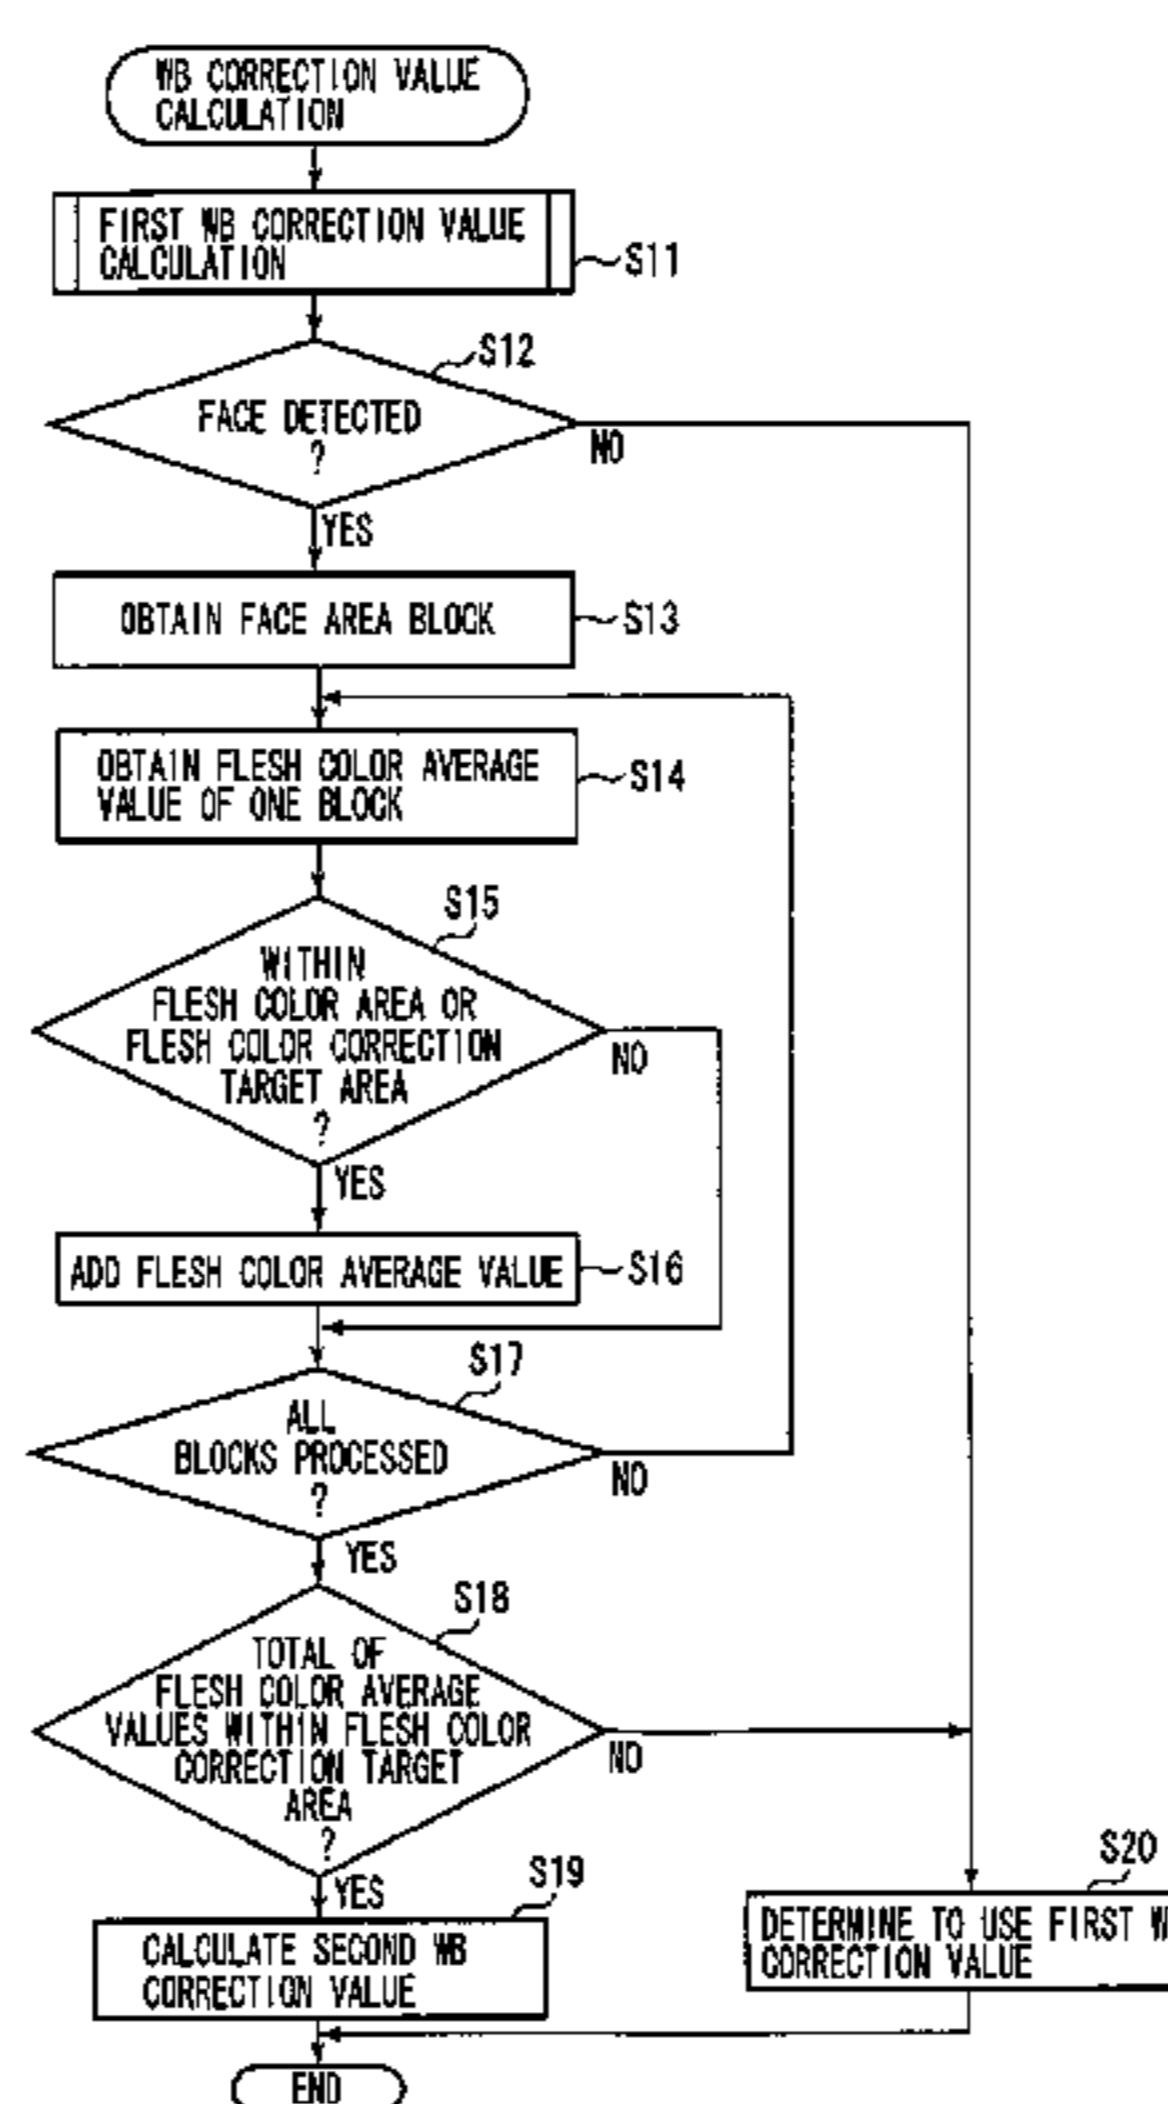 WB CORRECTION VALUE
CALCULATION
FIRST WB CORRECTION VALUE
CALCULATION
S11
S12
FACE DETECTED
?
NO
YES
OBTAIN FACE AREA BLOCK
S13
OBTAIN FLESH COLOR AVERAGE
VALUE OF ONE BLOCK
S14
S15
WITHIN
FLESH COLOR AREA OR
FLESH COLOR CORRECTION
TARGET AREA
?
NO
YES
ADD FLESH COLOR AVERAGE VALUE
S16
S17
ALL
BLOCKS PROCESSED
?
NO
YES
S18
TOTAL OF
FLESH COLOR AVERAGE
VALUES WITHIN FLESH COLOR
CORRECTION TARGET
AREA
?
NO
YES
S19
CALCULATE SECOND WB
CORRECTION VALUE
S20
DETERMINE TO USE FIRST
CORRECTION VALUE
END